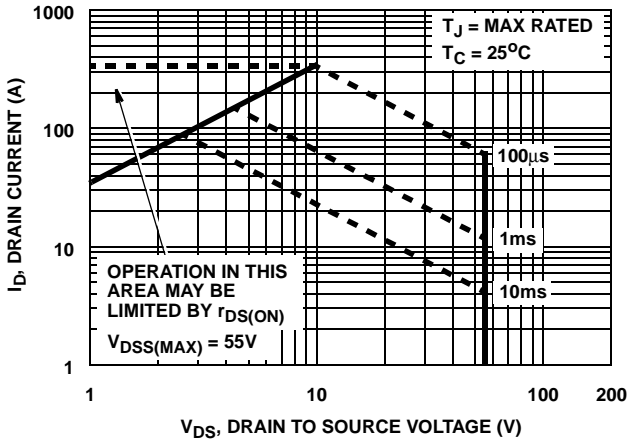 1000
T_J = MAX RATED
T_C = 25°C
I_D, DRAIN CURRENT (A)
100
100μs
10
1ms
OPERATION IN THIS
AREA MAY BE
LIMITED BY r_DS(ON)
V_DSS(MAX) = 55V
10ms
1
1 10 100 200
V_DS, DRAIN TO SOURCE VOLTAGE (V)